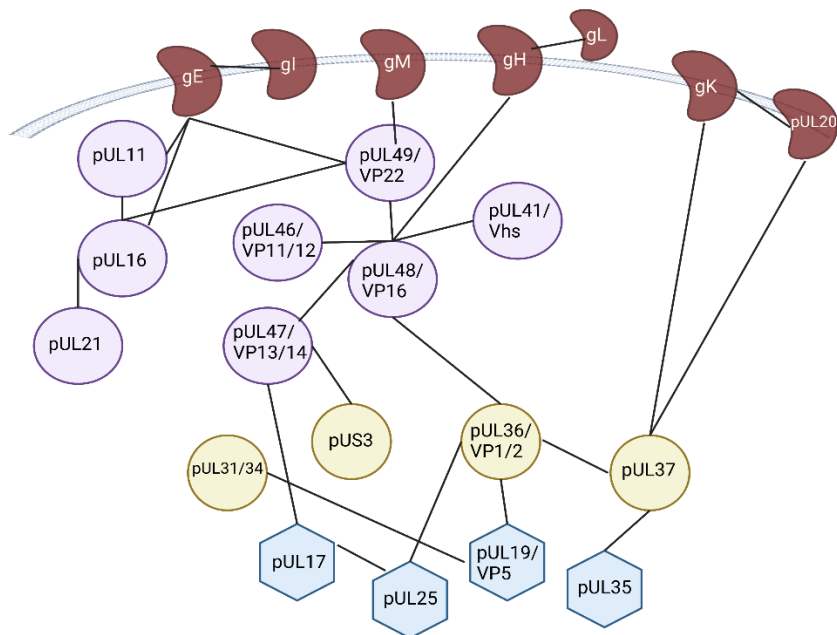 gE
gI
gM
gH
gL
gK
pUL20
pUL11
pUL49/
VP22
pUL46/
VP11/12
pUL41/
Vhs
pUL16
pUL48/
VP16
pUL21
pUL47/
VP13/14
pUS3
pUL36/
VP1/2
pUL31/34
pUL37
pUL17
pUL25
pUL19/
VP5
pUL35